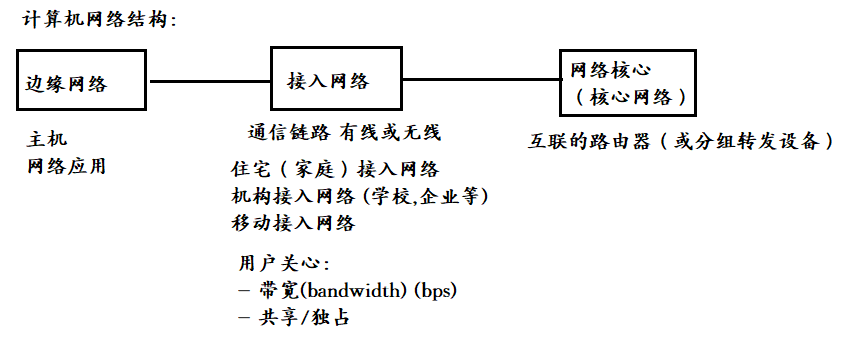 计算机网络结构:
边缘网络
接入网络
网络核心
(核心网络)
主机
网络应用
通信链路 有线或无线
住宅(家庭)接入网络
机构接入网络 (学校,企业等)
移动接入网络
用户关心:
- 带宽(bandwidth) (bps)
- 共享/独占
互联的路由器(或分组转发设备)